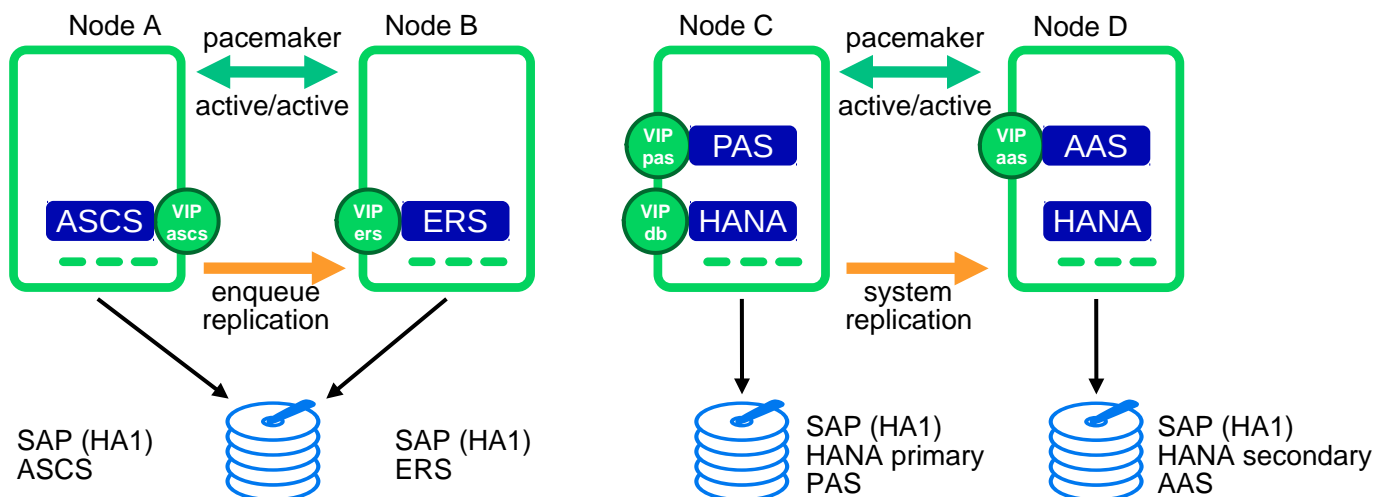 Node A
pacemaker
active/active
Node B
ASCS
VIP
ascs
VIP
ers
ERS
enqueue
replication
SAP (HA1)
ASCS
SAP (HA1)
ERS
Node C
pacemaker
active/active
Node D
VIP
pas
PAS
VIP
db
HANA
VIP
aas
AAS
HANA
system
replication
SAP (HA1)
HANA primary
PAS
SAP (HA1)
HANA secondary
AAS